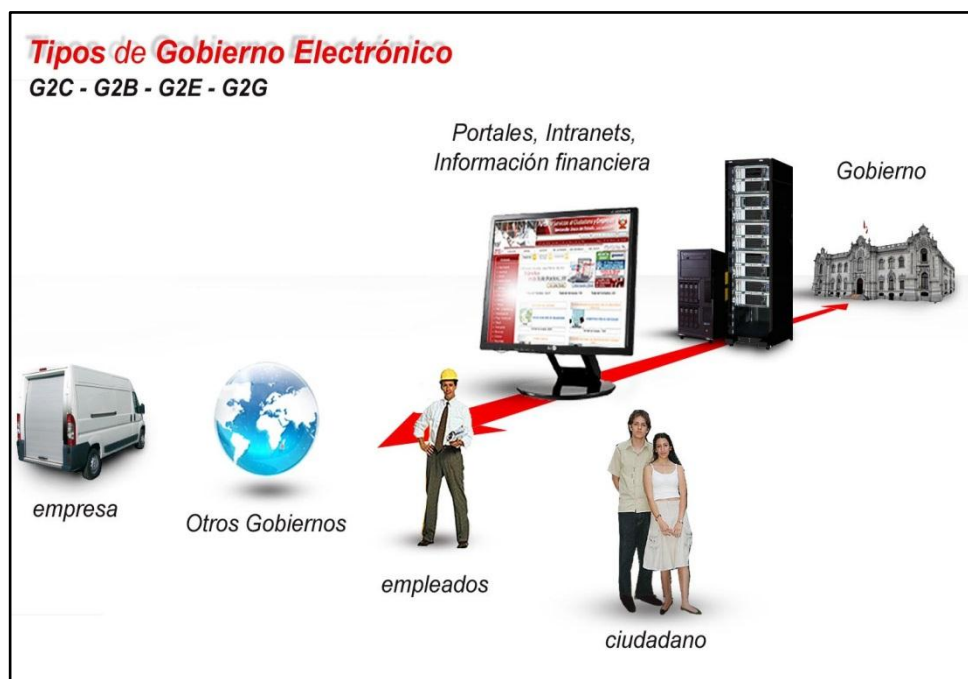 Tipos de Gobierno Electrónico
G2C - G2B - G2E - G2G
Portales, Intranets,
Información financiera
Gobierno
empresa
Otros Gobiernos
empleados
ciudadano